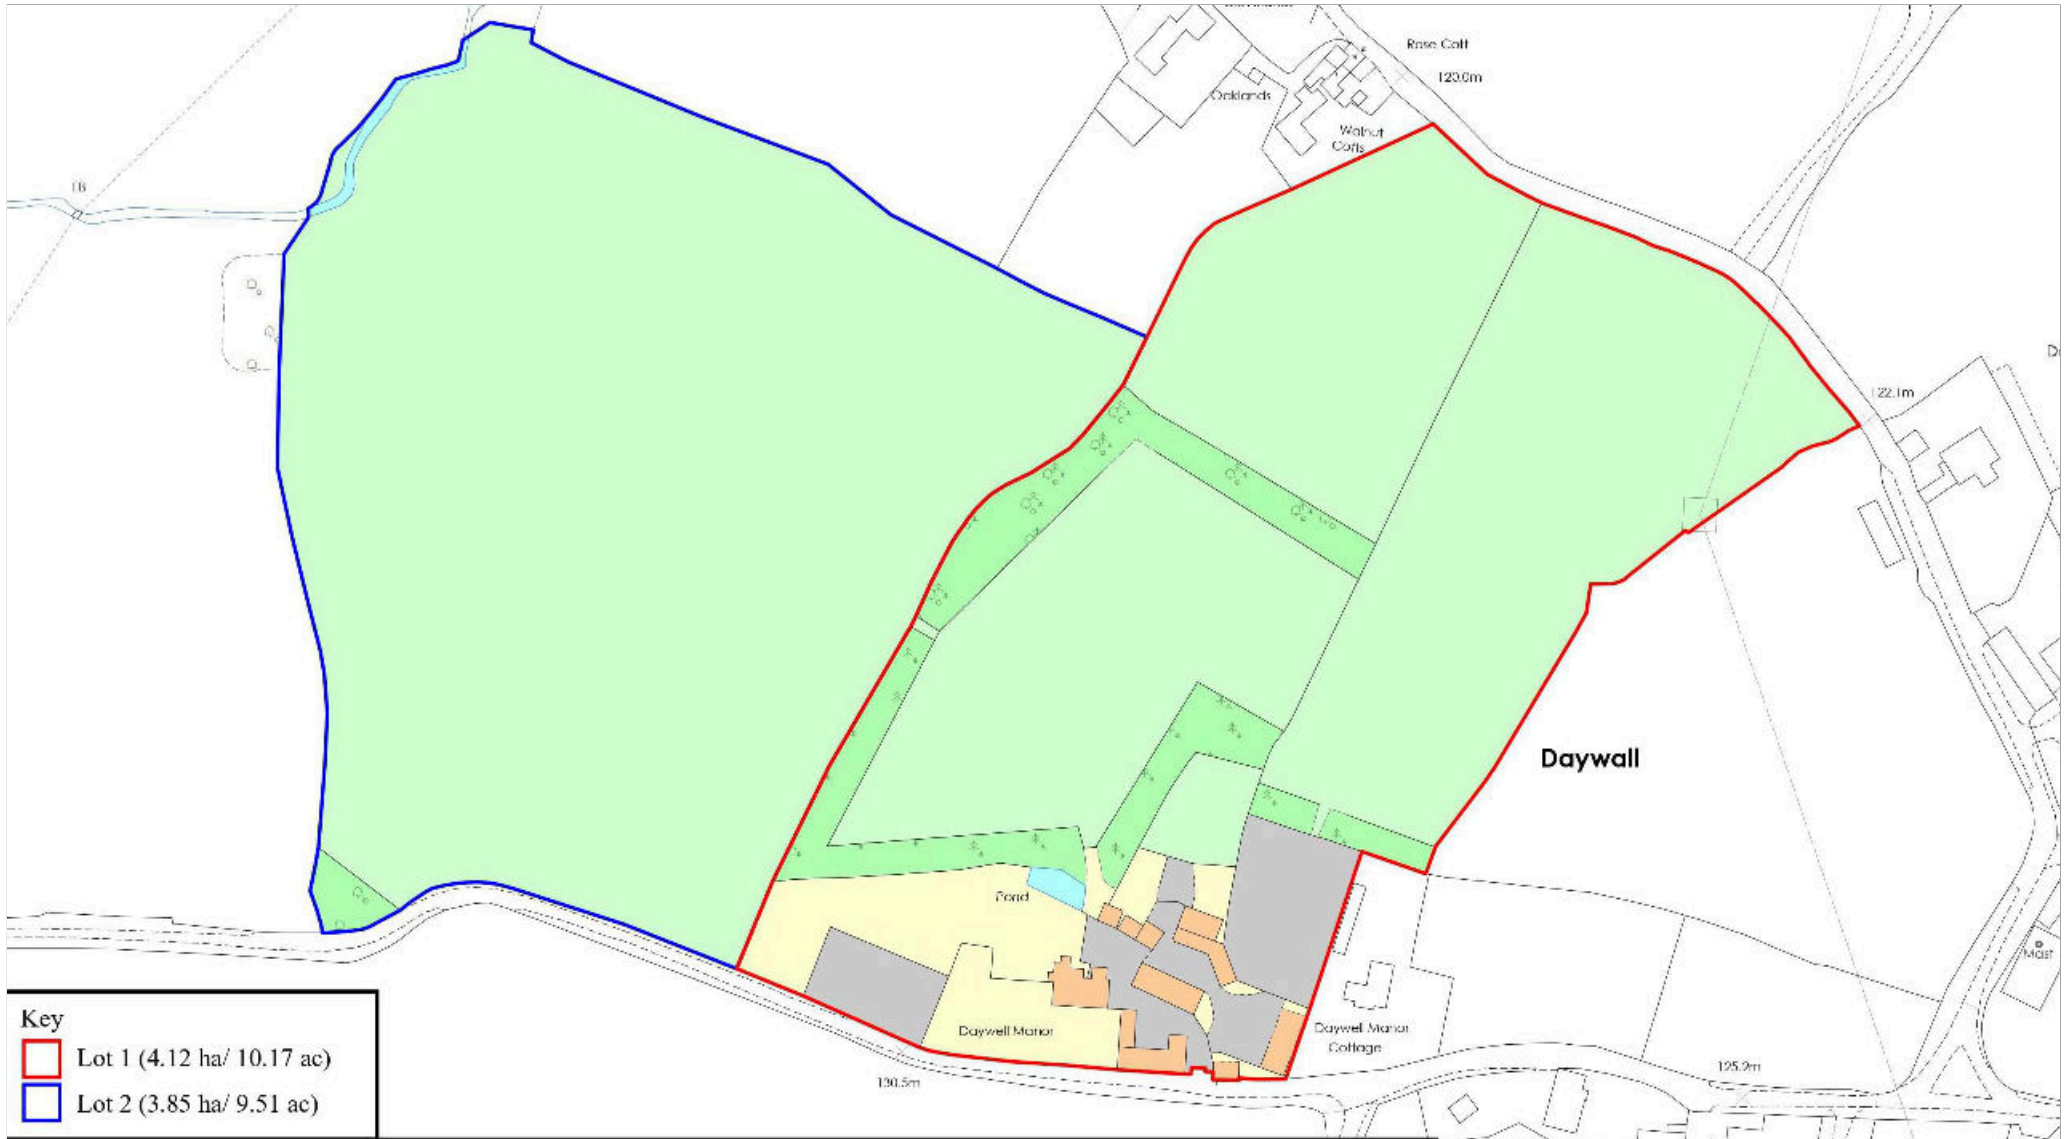 Rose Cott
120.0m
Oaklands
Walnut
Cotts
TB
122.1m
Daywall
Pond
Mast
Daywell Manor
Daywell Manor
Cottage
125.2m
130.5m
Key
Lot 1 (4.12 ha/ 10.17 ac)
Lot 2 (3.85 ha/ 9.51 ac)